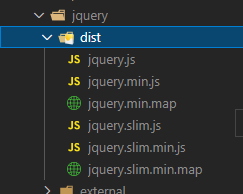 jquery
dist
JS jquery.js
JS jquery.min.js
jquery.min.map
JS jquery.slim.js
JS jquery.slim.min.js
jquery.slim.min.map
external